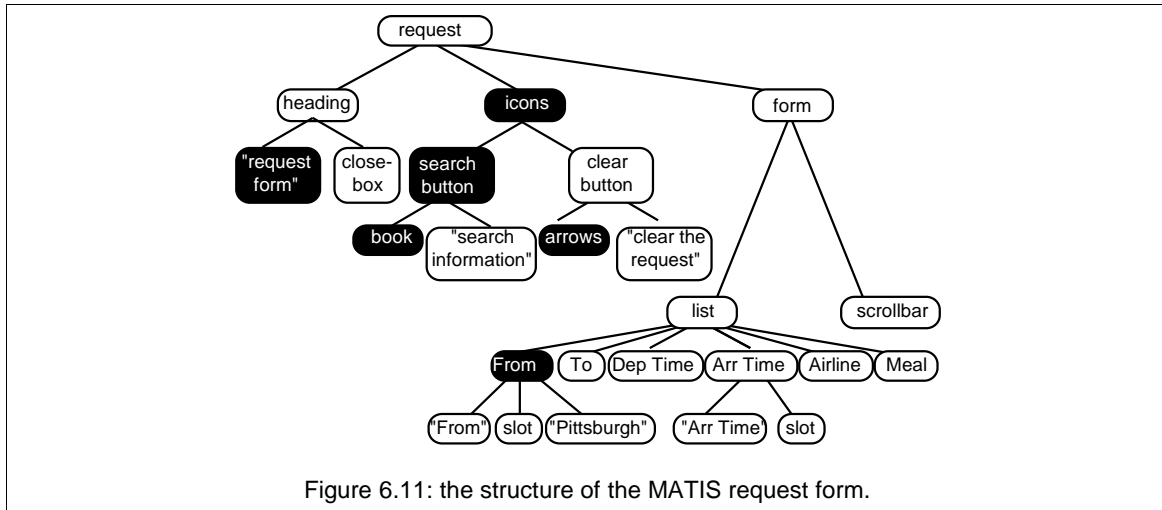 request
heading
icons
form
"request
form"
close-
box
search
button
clear
button
book
"search
information"
arrows
"clear the
request"
list
scrollbar
From
To
Dep Time
Arr Time
Airline
Meal
"From"
slot
"Pittsburgh"
"Arr Time'
slot
Figure 6.11: the structure of the MATIS request form.